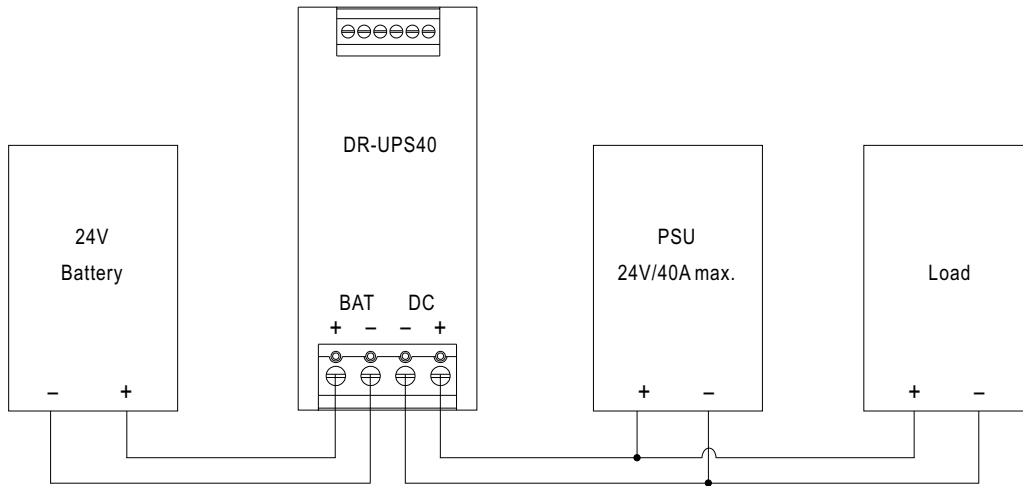 DR-UPS40
24V
Battery
PSU
24V/40A max.
Load
BAT DC
+ − − +
− +
+ −
+ −